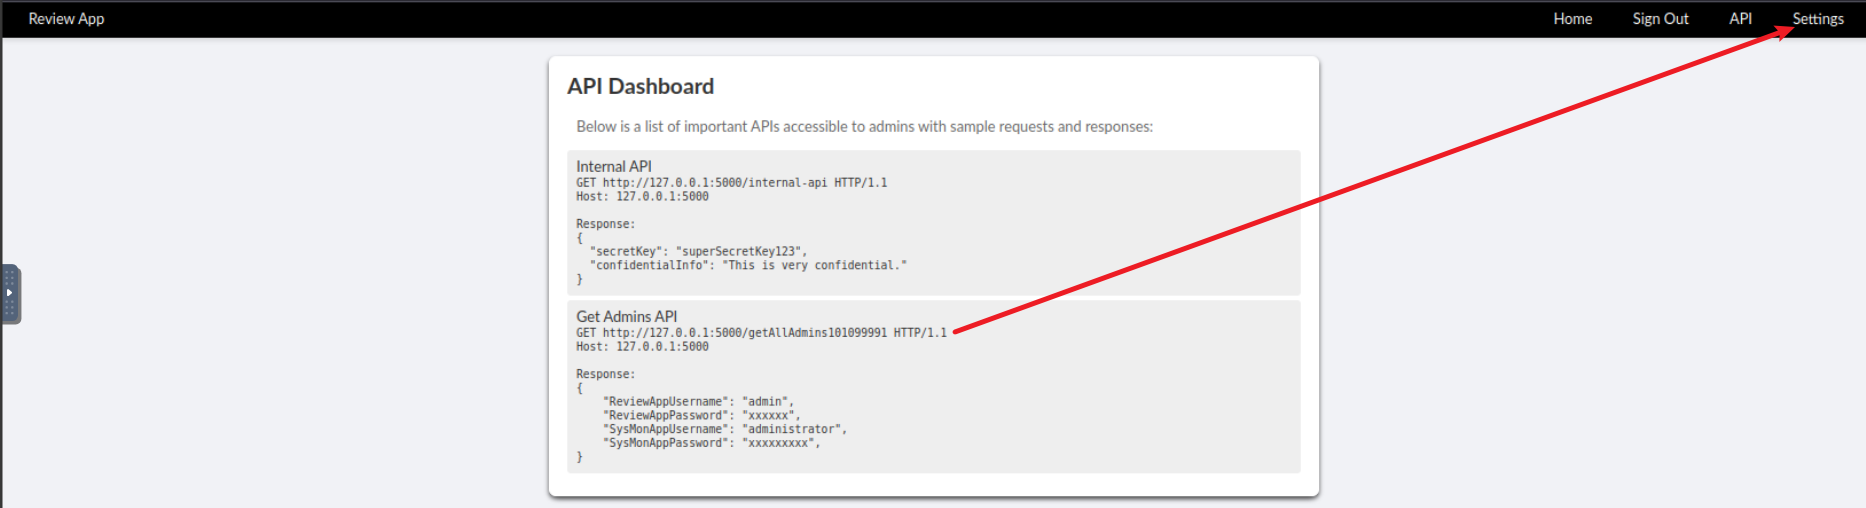 Review App
Home
Sign Out
API
Settings
API Dashboard
Below is a list of important APIs accessible to admins with sample requests and responses:
Internal API
GET http://127.0.0.1:5000/internal-api HTTP/1.1
Host: 127.0.0.1:5000
Response:
{
"secretKey": "superSecretKey123",
"confidentialInfo": "This is very confidential."
}
Get Admins API
GET http://127.0.0.1:5000/getAllAdmins101099991 HTTP/1.1
Host: 127.0.0.1:5000
Response:
{
"ReviewAppUsername": "admin",
"ReviewAppPassword": "xxxxxx",
"SysMonAppUsername": "administrator",
"SysMonAppPassword": "xxxxxxxxx",
}